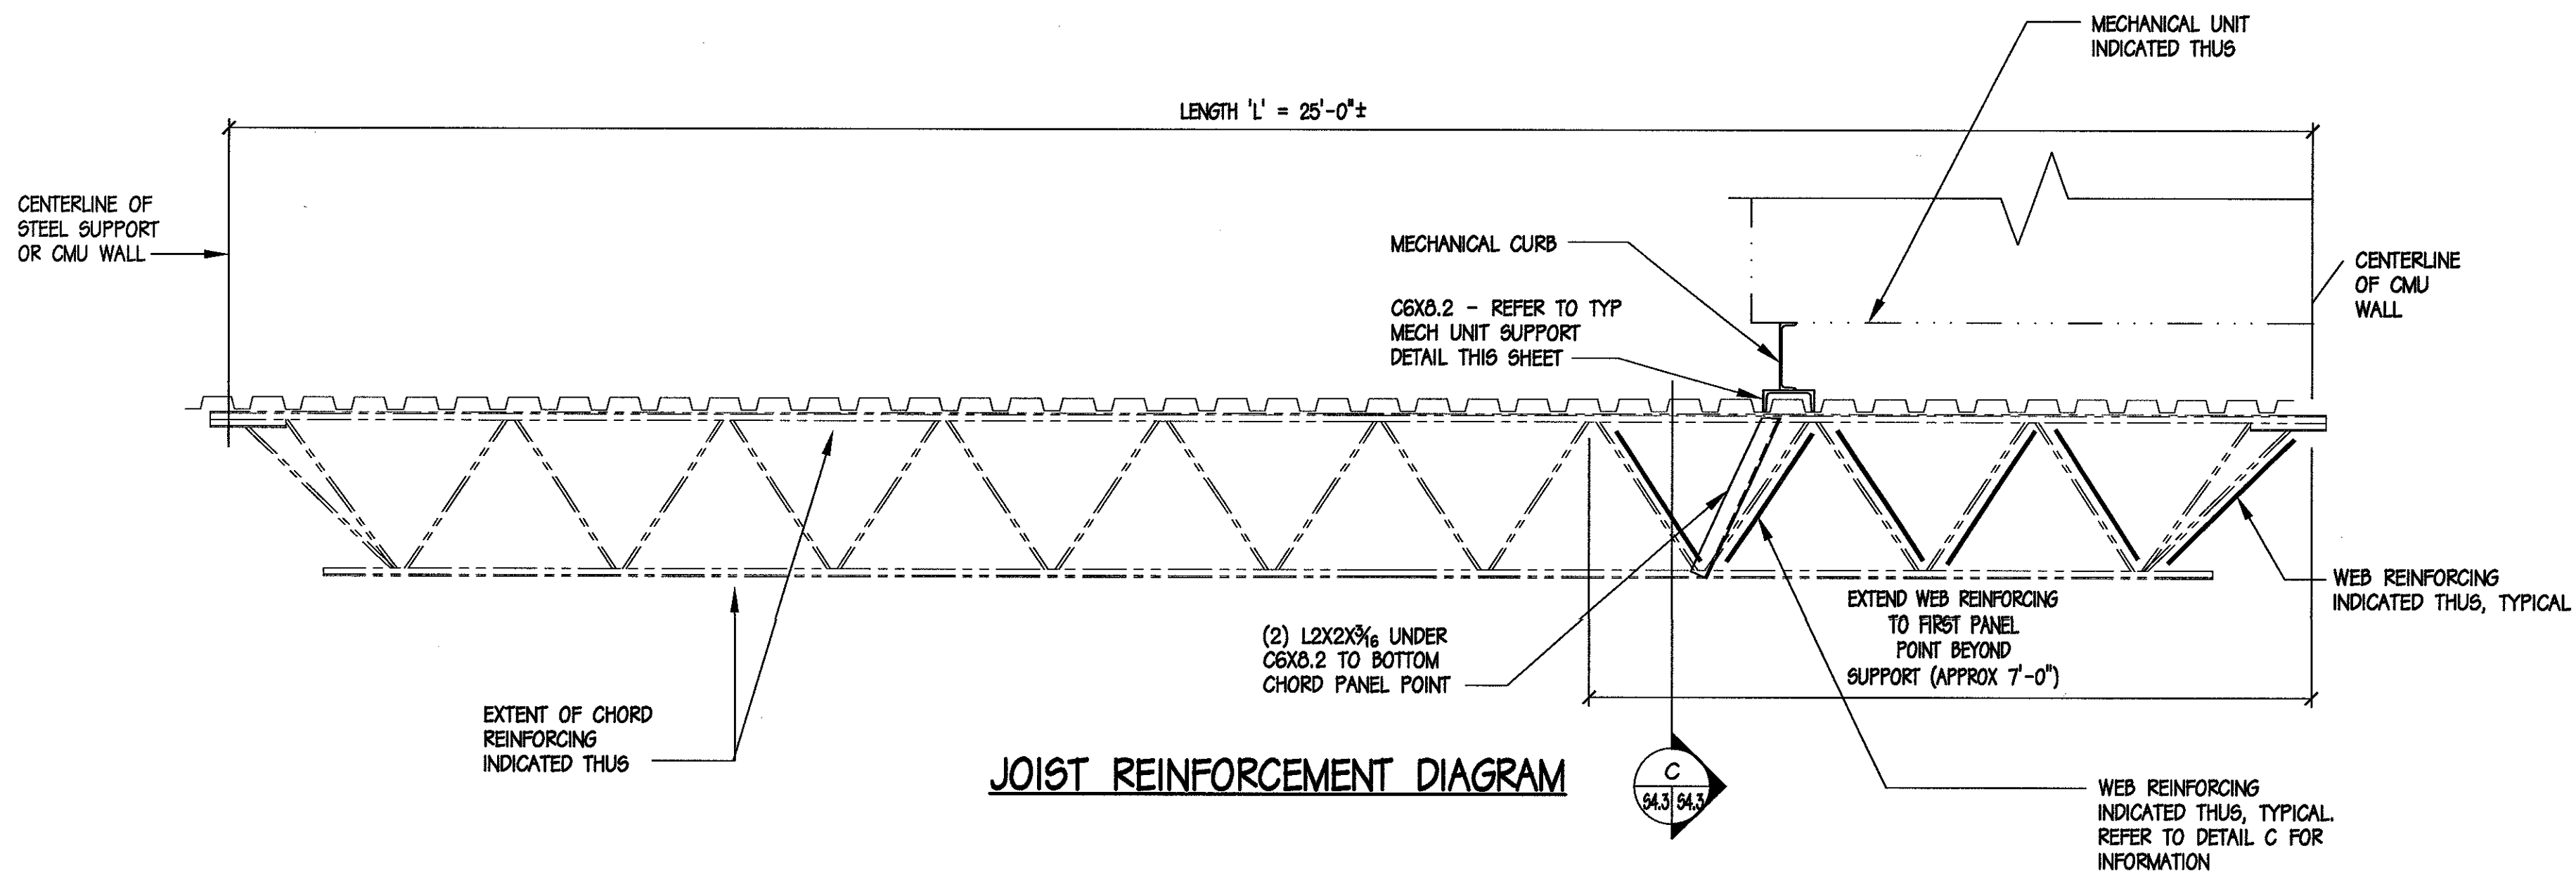 MECHANICAL UNIT
INDICATED THUS
LENGTH 'L' = 25'-0"±
CENTERLINE OF
STEEL SUPPORT
OR CMU WALL
MECHANICAL CURB
C6X8.2 - REFER TO TYP
MECH UNIT SUPPORT
DETAIL THIS SHEET
CENTERLINE
OF CMU
WALL
WEB REINFORCING
INDICATED THUS, TYPICAL
EXTEND WEB REINFORCING
TO FIRST PANEL
POINT BEYOND
SUPPORT (APPROX 7'-0")
(2) L2X2X3/16 UNDER
C6X8.2 TO BOTTOM
CHORD PANEL POINT
EXTENT OF CHORD
REINFORCING
INDICATED THUS
JOIST REINFORCEMENT DIAGRAM
C
S4.3 S4.3
WEB REINFORCING
INDICATED THUS, TYPICAL.
REFER TO DETAIL C FOR
INFORMATION